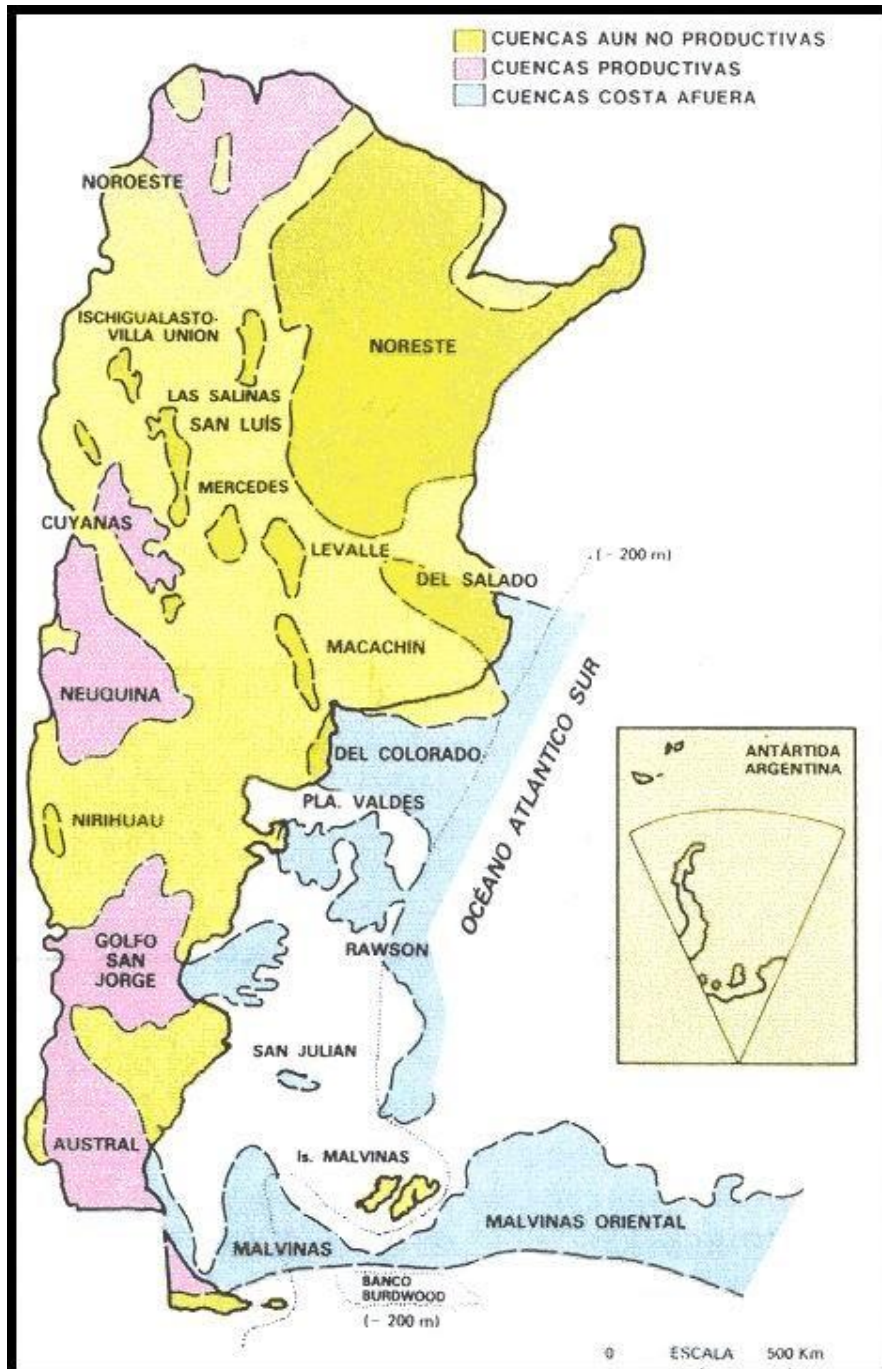 CUENCAS AUN NO PRODUCTIVAS
CUENCAS PRODUCTIVAS
CUENCAS COSTA AFUERA
NOROESTE
ISCHIGUALASTO-
VILLA UNION
NORESTE
LAS SALINAS
SAN LUÍS
MERCEDES
CUYANAS
LEVALLE
(- 200 m)
DEL SALADO
MACACHIN
NEUQUINA
DEL COLORADO
OCÉANO ATLANTICO SUR
ANTÁRTIDA
ARGENTINA
PLA. VALDES
NIRIHUAU
GOLFO
SAN
JORGE
RAWSON
SAN JULIÁN
AUSTRAL
Is. MALVINAS
MALVINAS ORIENTAL
MALVINAS
BANCO
BURDWOOD
(- 200 m)
0 ESCALA 500 Km